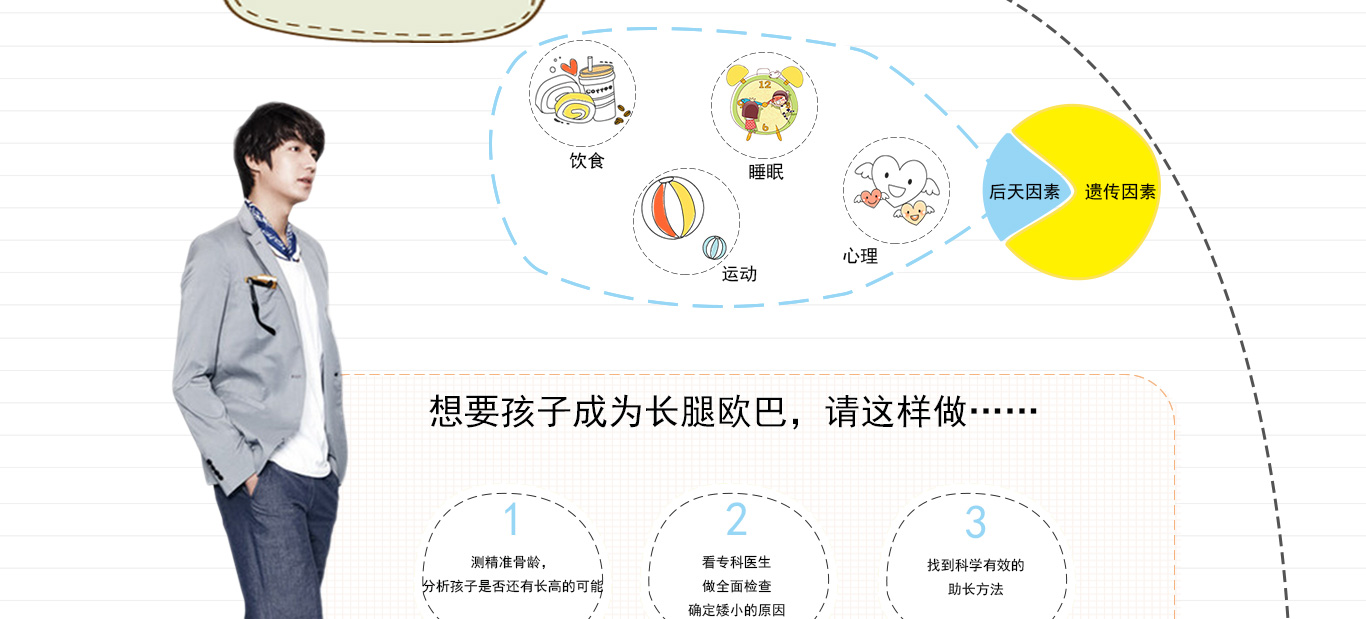 coffee
12
6
饮食
睡眠
后天因素
遗传因素
心理
运动
想要孩子成为长腿欧巴，请这样做……
1
测精准骨龄，
分析孩子是否还有长高的可能
2
看专科医生
做全面检查
确定矮小的原因
3
找到科学有效的
助长方法